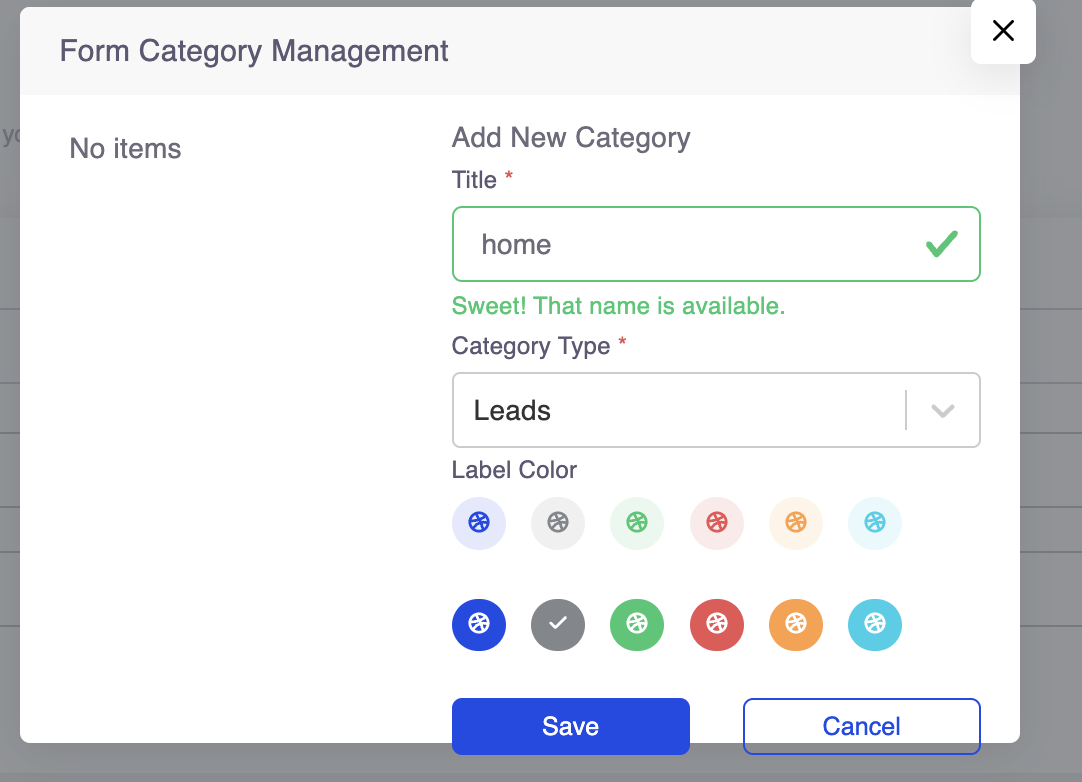 Form Category Management
yo
No items
Add New Category
Title *
home
Sweet! That name is available.
Category Type *
Leads
Label Color
Save
Cancel